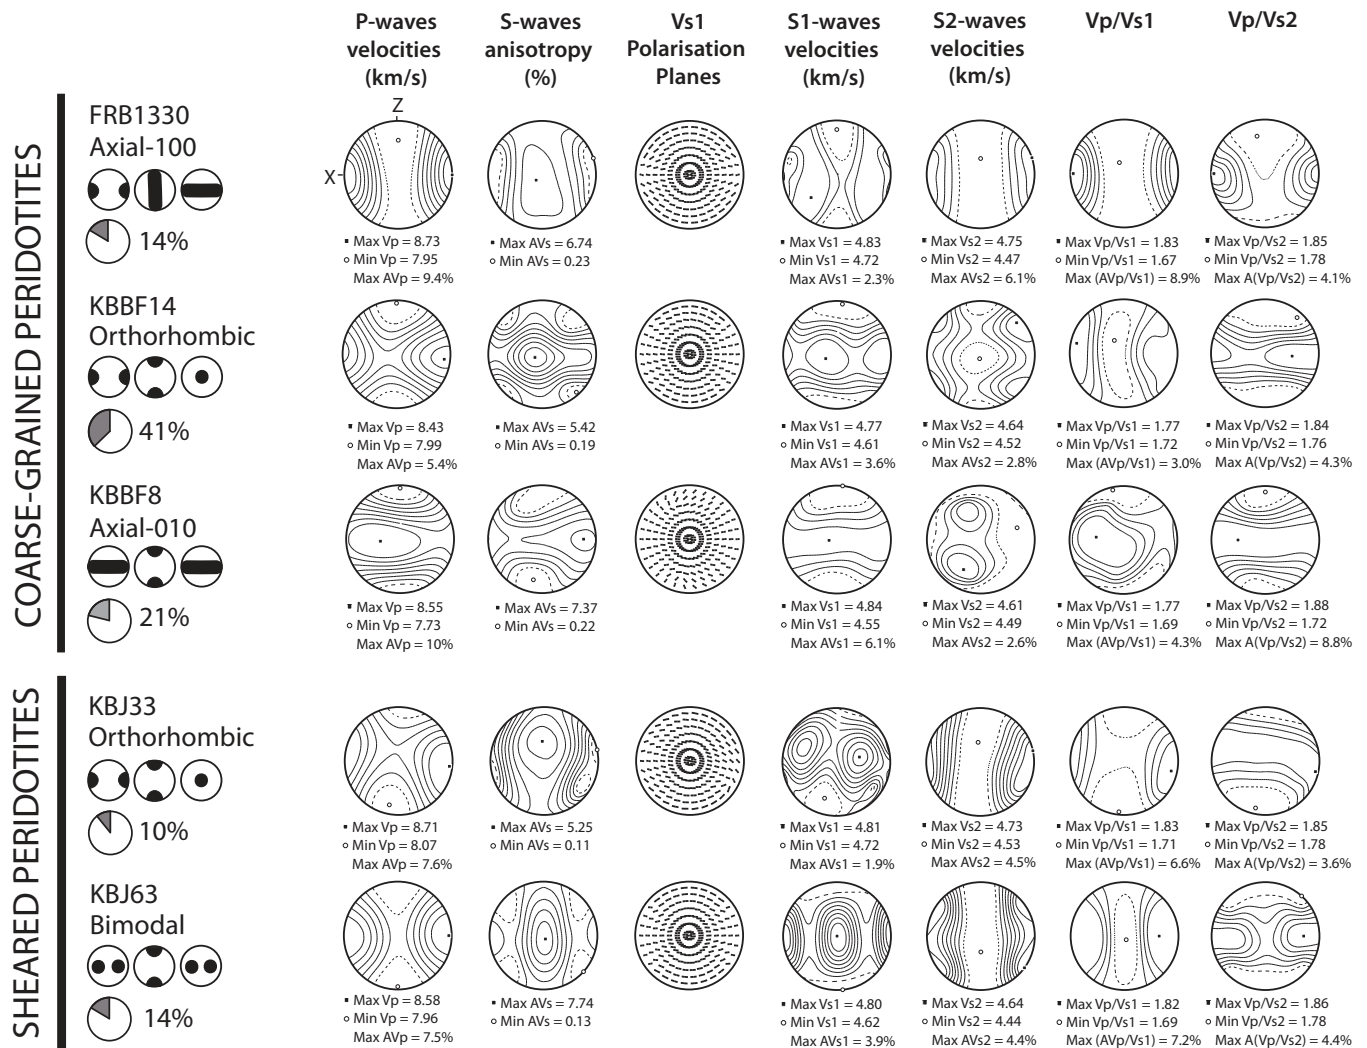 P-waves velocities (km/s)
S-waves anisotropy (%)
Vs1 Polarisation Planes
S1-waves velocities (km/s)
S2-waves velocities (km/s)
Vp/Vs1
Vp/Vs2
COARSE-GRAINED PERIDOTITES
FRB1330
Axial-100
14%
Z
X
Max Vp = 8.73
Min Vp = 7.95
Max AVp = 9.4%
Max AVs = 6.74
Min AVs = 0.23
Max Vs1 = 4.83
Min Vs1 = 4.72
Max AVs1 = 2.3%
Max Vs2 = 4.75
Min Vs2 = 4.47
Max AVs2 = 6.1%
Max Vp/Vs1 = 1.83
Min Vp/Vs1 = 1.67
Max (AVp/Vs1) = 8.9%
Max Vp/Vs2 = 1.85
Min Vp/Vs2 = 1.78
Max A(Vp/Vs2) = 4.1%
KBBF14
Orthorhombic
41%
Max Vp = 8.43
Min Vp = 7.99
Max AVp = 5.4%
Max AVs = 5.42
Min AVs = 0.19
Max Vs1 = 4.77
Min Vs1 = 4.61
Max AVs1 = 3.6%
Max Vs2 = 4.64
Min Vs2 = 4.52
Max AVs2 = 2.8%
Max Vp/Vs1 = 1.77
Min Vp/Vs1 = 1.72
Max (AVp/Vs1) = 3.0%
Max Vp/Vs2 = 1.84
Min Vp/Vs2 = 1.76
Max A(Vp/Vs2) = 4.3%
KBBF8
Axial-010
21%
Max Vp = 8.55
Min Vp = 7.73
Max AVp = 10%
Max AVs = 7.37
Min AVs = 0.22
Max Vs1 = 4.84
Min Vs1 = 4.55
Max AVs1 = 6.1%
Max Vs2 = 4.61
Min Vs2 = 4.49
Max AVs2 = 2.6%
Max Vp/Vs1 = 1.77
Min Vp/Vs1 = 1.69
Max (AVp/Vs1) = 4.3%
Max Vp/Vs2 = 1.88
Min Vp/Vs2 = 1.72
Max A(Vp/Vs2) = 8.8%
SHEARED PERIDOTITES
KBJ33
Orthorhombic
10%
Max Vp = 8.71
Min Vp = 8.07
Max AVp = 7.6%
Max AVs = 5.25
Min AVs = 0.11
Max Vs1 = 4.81
Min Vs1 = 4.72
Max AVs1 = 1.9%
Max Vs2 = 4.73
Min Vs2 = 4.53
Max AVs2 = 4.5%
Max Vp/Vs1 = 1.83
Min Vp/Vs1 = 1.71
Max (AVp/Vs1) = 6.6%
Max Vp/Vs2 = 1.85
Min Vp/Vs2 = 1.78
Max A(Vp/Vs2) = 3.6%
KBJ63
Bimodal
14%
Max Vp = 8.58
Min Vp = 7.96
Max AVp = 7.5%
Max AVs = 7.74
Min AVs = 0.13
Max Vs1 = 4.80
Min Vs1 = 4.62
Max AVs1 = 3.9%
Max Vs2 = 4.64
Min Vs2 = 4.44
Max AVs2 = 4.4%
Max Vp/Vs1 = 1.82
Min Vp/Vs1 = 1.69
Max (AVp/Vs1) = 7.2%
Max Vp/Vs2 = 1.86
Min Vp/Vs2 = 1.78
Max A(Vp/Vs2) = 4.4%